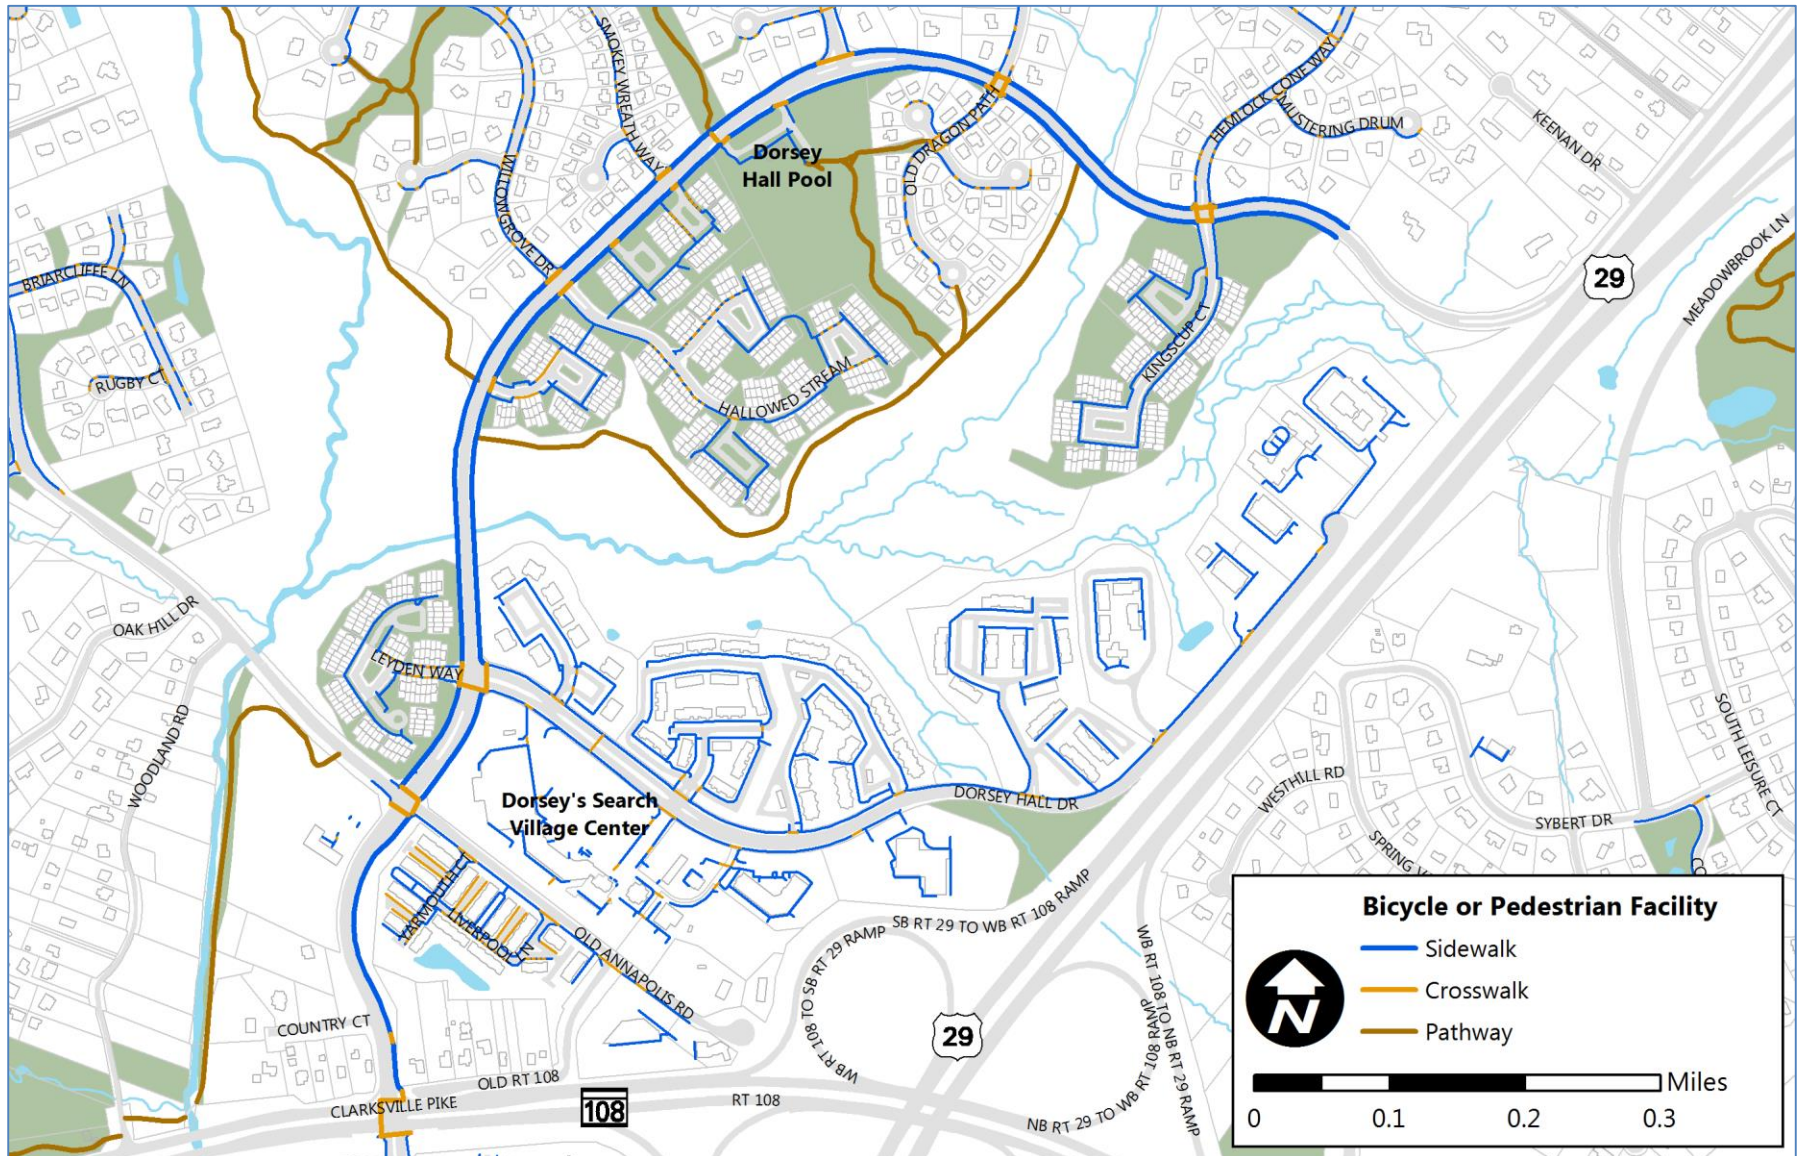 SMOKEY WREATH WAY
HEMLOCK CONE WAY
MUSTERING DRUM
KEENAN DR
OLD DRAGON PATH
Dorsey
Hall Pool
WILLOWGROVE DR
MEADOWBROOK LN
29
BRIARCLIFFE LN
RUGBY CT
KINGSCUP CT
HALLOWED STREAM
OAK HILL DR
LEYDEN WAY
WOODLAND RD
SOUTH LEISURE CT
WESTHILL RD
DORSEY HALL DR
Dorsey's Search
Village Center
SYBERT DR
SPRING
YARMOUTH CT
LIVERPOOL LN
OLD ANNAPOLIS RD
SB RT 29 TO WB RT 108 RAMP
WB RT 108 TO SB RT 29 RAMP
WB RT 108 TO NB RT 29 RAMP
NB RT 29 TO WB RT 108 RAMP
29
COUNTRY CT
OLD RT 108
CLARKSVILLE PIKE
108
RT 108
Bicycle or Pedestrian Facility
Sidewalk
Crosswalk
Pathway
N
Miles
0 0.1 0.2 0.3